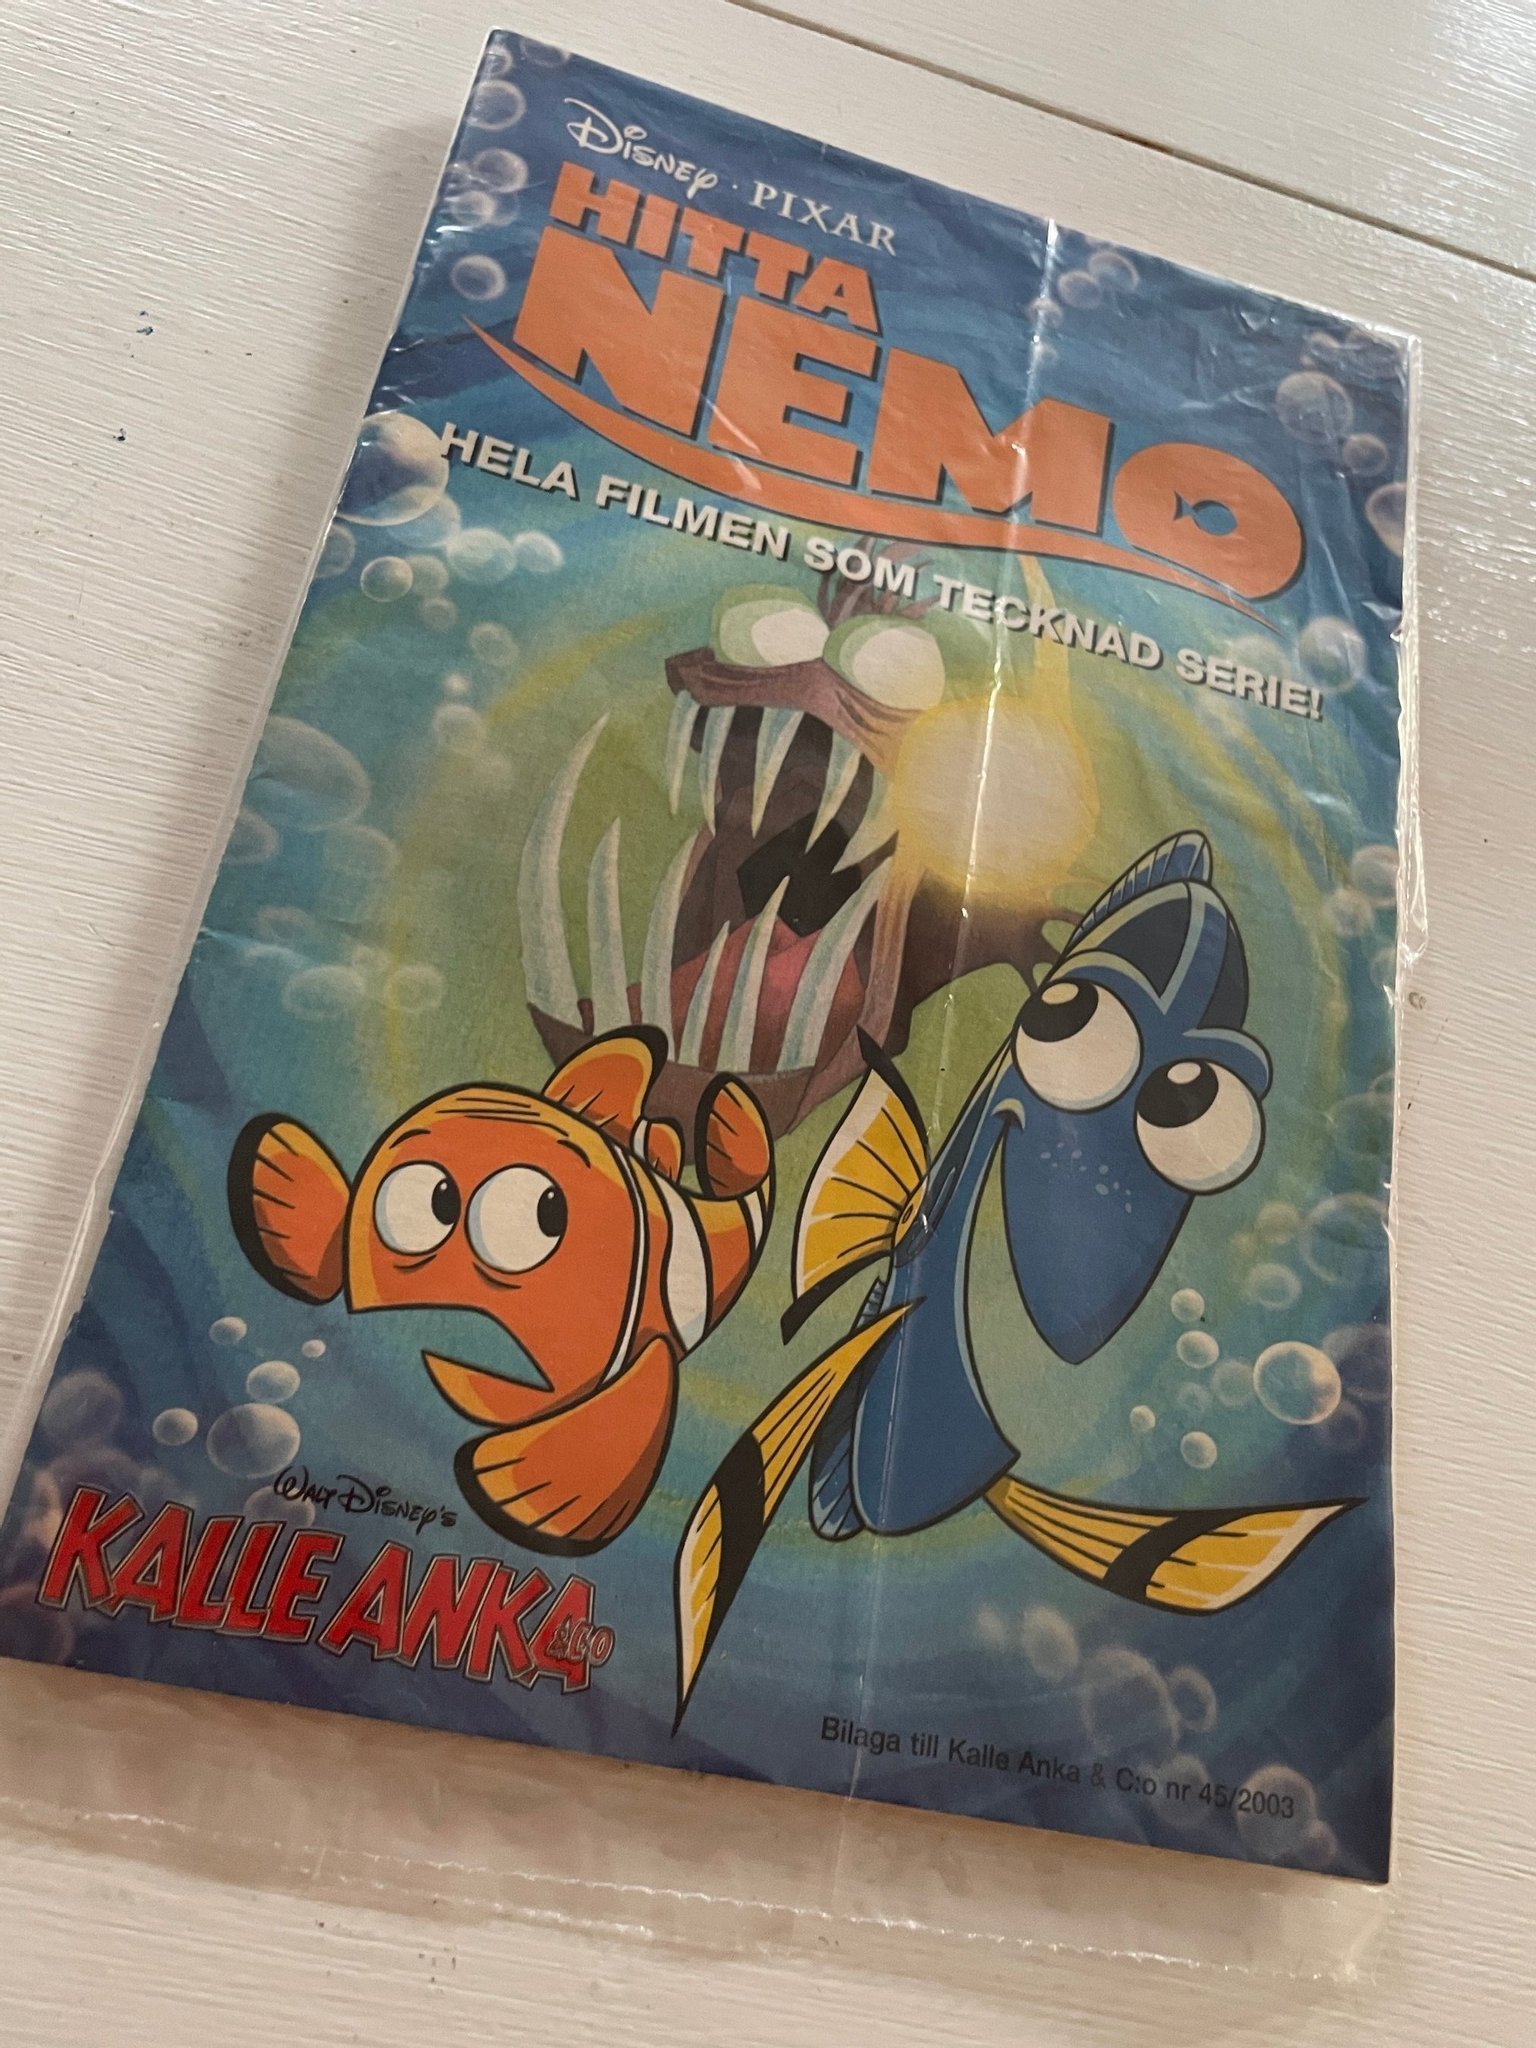 DISNEY · PIXAR
HITTA
NEMO
HELA FILMEN SOM TECKNAD SERIE!
WALT DISNEY'S
KALLE ANKA
&CO
Bilaga till Kalle Anka & C:o nr 45/2003